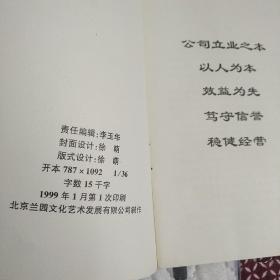 责任编辑:李玉华
封面设计:徐 萌
版式设计:徐 萌
开本 787×1092 1/36
字数 15 千字
1999 年 1 月第 1 次印刷
北京兰园文化艺术发展有限公司制作
公司立业之本
以人为本
效益为先
笃守信誉
稳健经营